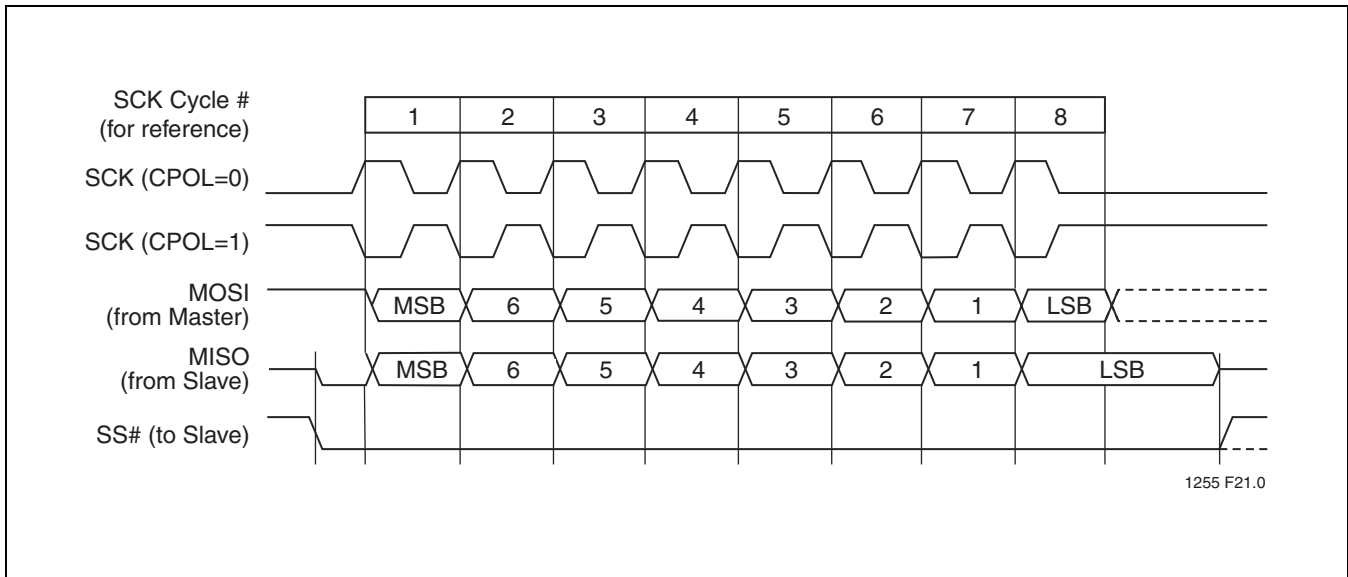 SCK Cycle #
(for reference)
1 2 3 4 5 6 7 8
SCK (CPOL=0)
SCK (CPOL=1)
MOSI
(from Master)
MSB 6 5 4 3 2 1 LSB
MISO
(from Slave)
MSB 6 5 4 3 2 1 LSB
SS# (to Slave)
1255 F21.0